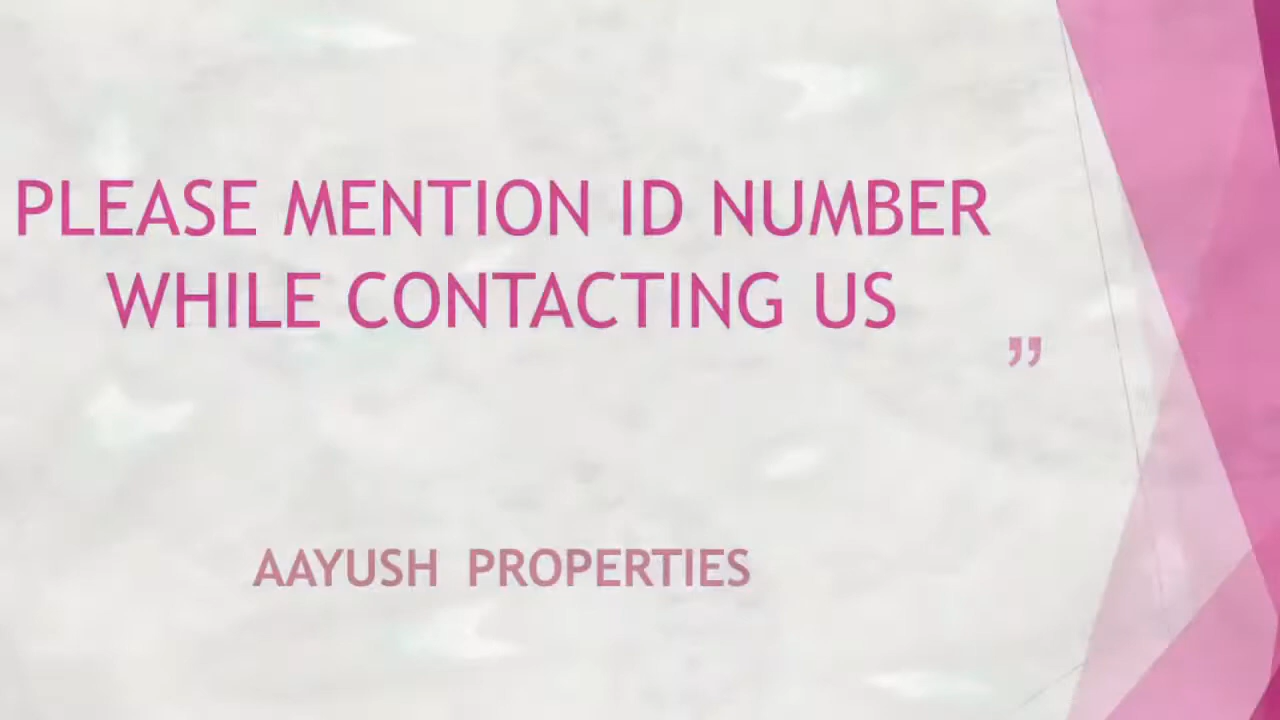 PLEASE MENTION ID NUMBER
WHILE CONTACTING US
”
AAYUSH PROPERTIES